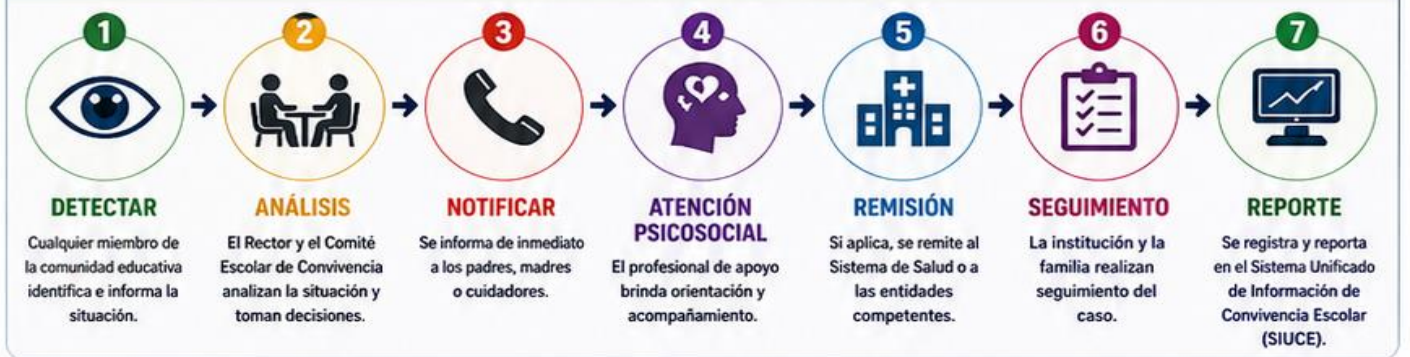 1
2
3
4
5
6
7
DETECTAR
Cualquier miembro de
la comunidad educativa
identifica e informa la
situación.
ANÁLISIS
El Rector y el Comité
Escolar de Convivencia
analizan la situación y
toman decisiones.
NOTIFICAR
Se informa de inmediato
a los padres, madres
o cuidadores.
ATENCIÓN
PSICOSOCIAL
El profesional de apoyo
brinda orientación y
acompañamiento.
REMISIÓN
Si aplica, se remite al
Sistema de Salud o a
las entidades
competentes.
SEGUIMIENTO
La institución y la
familia realizan
seguimiento del
caso.
REPORTE
Se registra y reporta
en el Sistema Unificado
de Información de
Convivencia Escolar
(SIUCE).